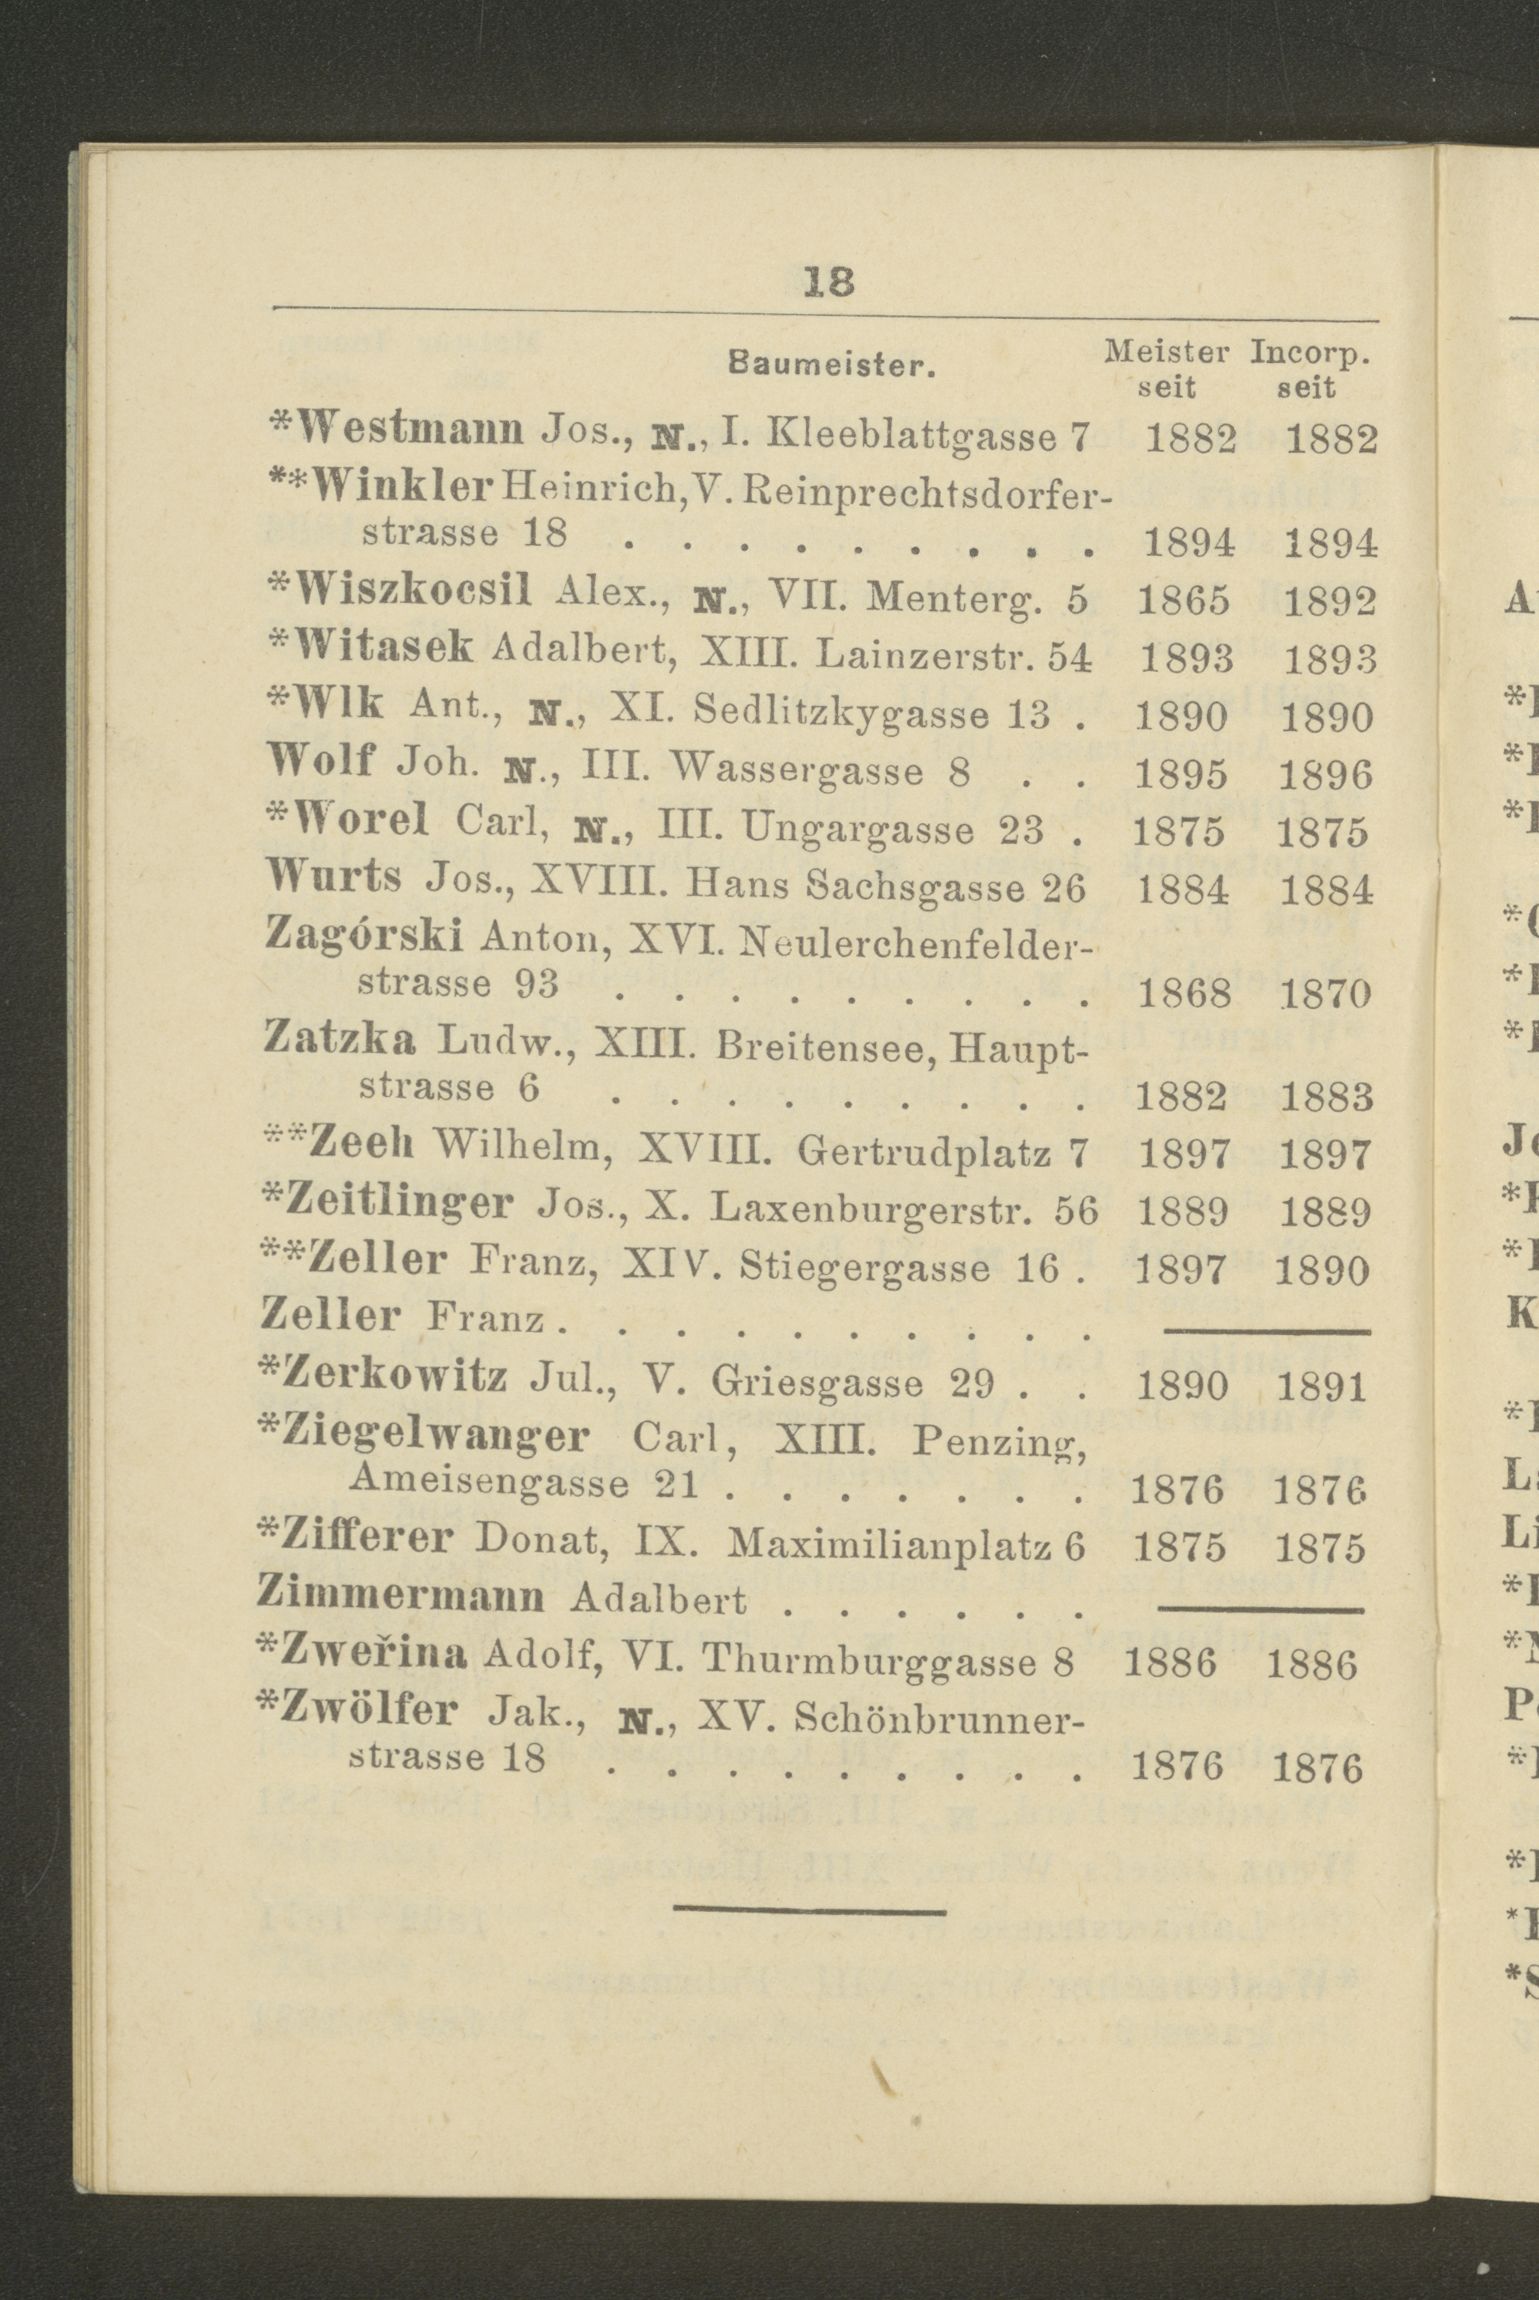 18
Baumeister. Meister Incorp.
seit seit
*Westmann Jos., N., I. Kleeblattgasse 7 1882 1882
**Winkler Heinrich, V. Reinprechtsdorfer-
strasse 18 . . . . . . . . . 1894 1894
*Wiszkocsil Alex., N., VII. Menterg. 5 1865 1892
*Witasek Adalbert, XIII. Lainzerstr. 54 1893 1893
*Wlk Ant., N., XI. Sedlitzkygasse 13 . 1890 1890
Wolf Joh. N., III. Wassergasse 8 . . 1895 1896
*Worel Carl, N., III. Ungargasse 23 . 1875 1875
Wurts Jos., XVIII. Hans Sachsgasse 26 1884 1884
Zagórski Anton, XVI. Neulerchenfelder-
strasse 93 . . . . . . . . . 1868 1870
Zatzka Ludw., XIII. Breitensee, Haupt-
strasse 6 . . . . . . . . . 1882 1883
**Zeeh Wilhelm, XVIII. Gertrudplatz 7 1897 1897
*Zeitlinger Jos., X. Laxenburgerstr. 56 1889 1889
**Zeller Franz, XIV. Stiegergasse 16 . 1897 1890
Zeller Franz . . . . . . . . . . ——
*Zerkowitz Jul., V. Griesgasse 29 . . 1890 1891
*Ziegelwanger Carl, XIII. Penzing,
Ameisengasse 21 . . . . . . . 1876 1876
*Zifferer Donat, IX. Maximilianplatz 6 1875 1875
Zimmermann Adalbert . . . . . . ——
*Zweřina Adolf, VI. Thurmburggasse 8 1886 1886
*Zwölfer Jak., N., XV. Schönbrunner-
strasse 18 . . . . . . . . . 1876 1876